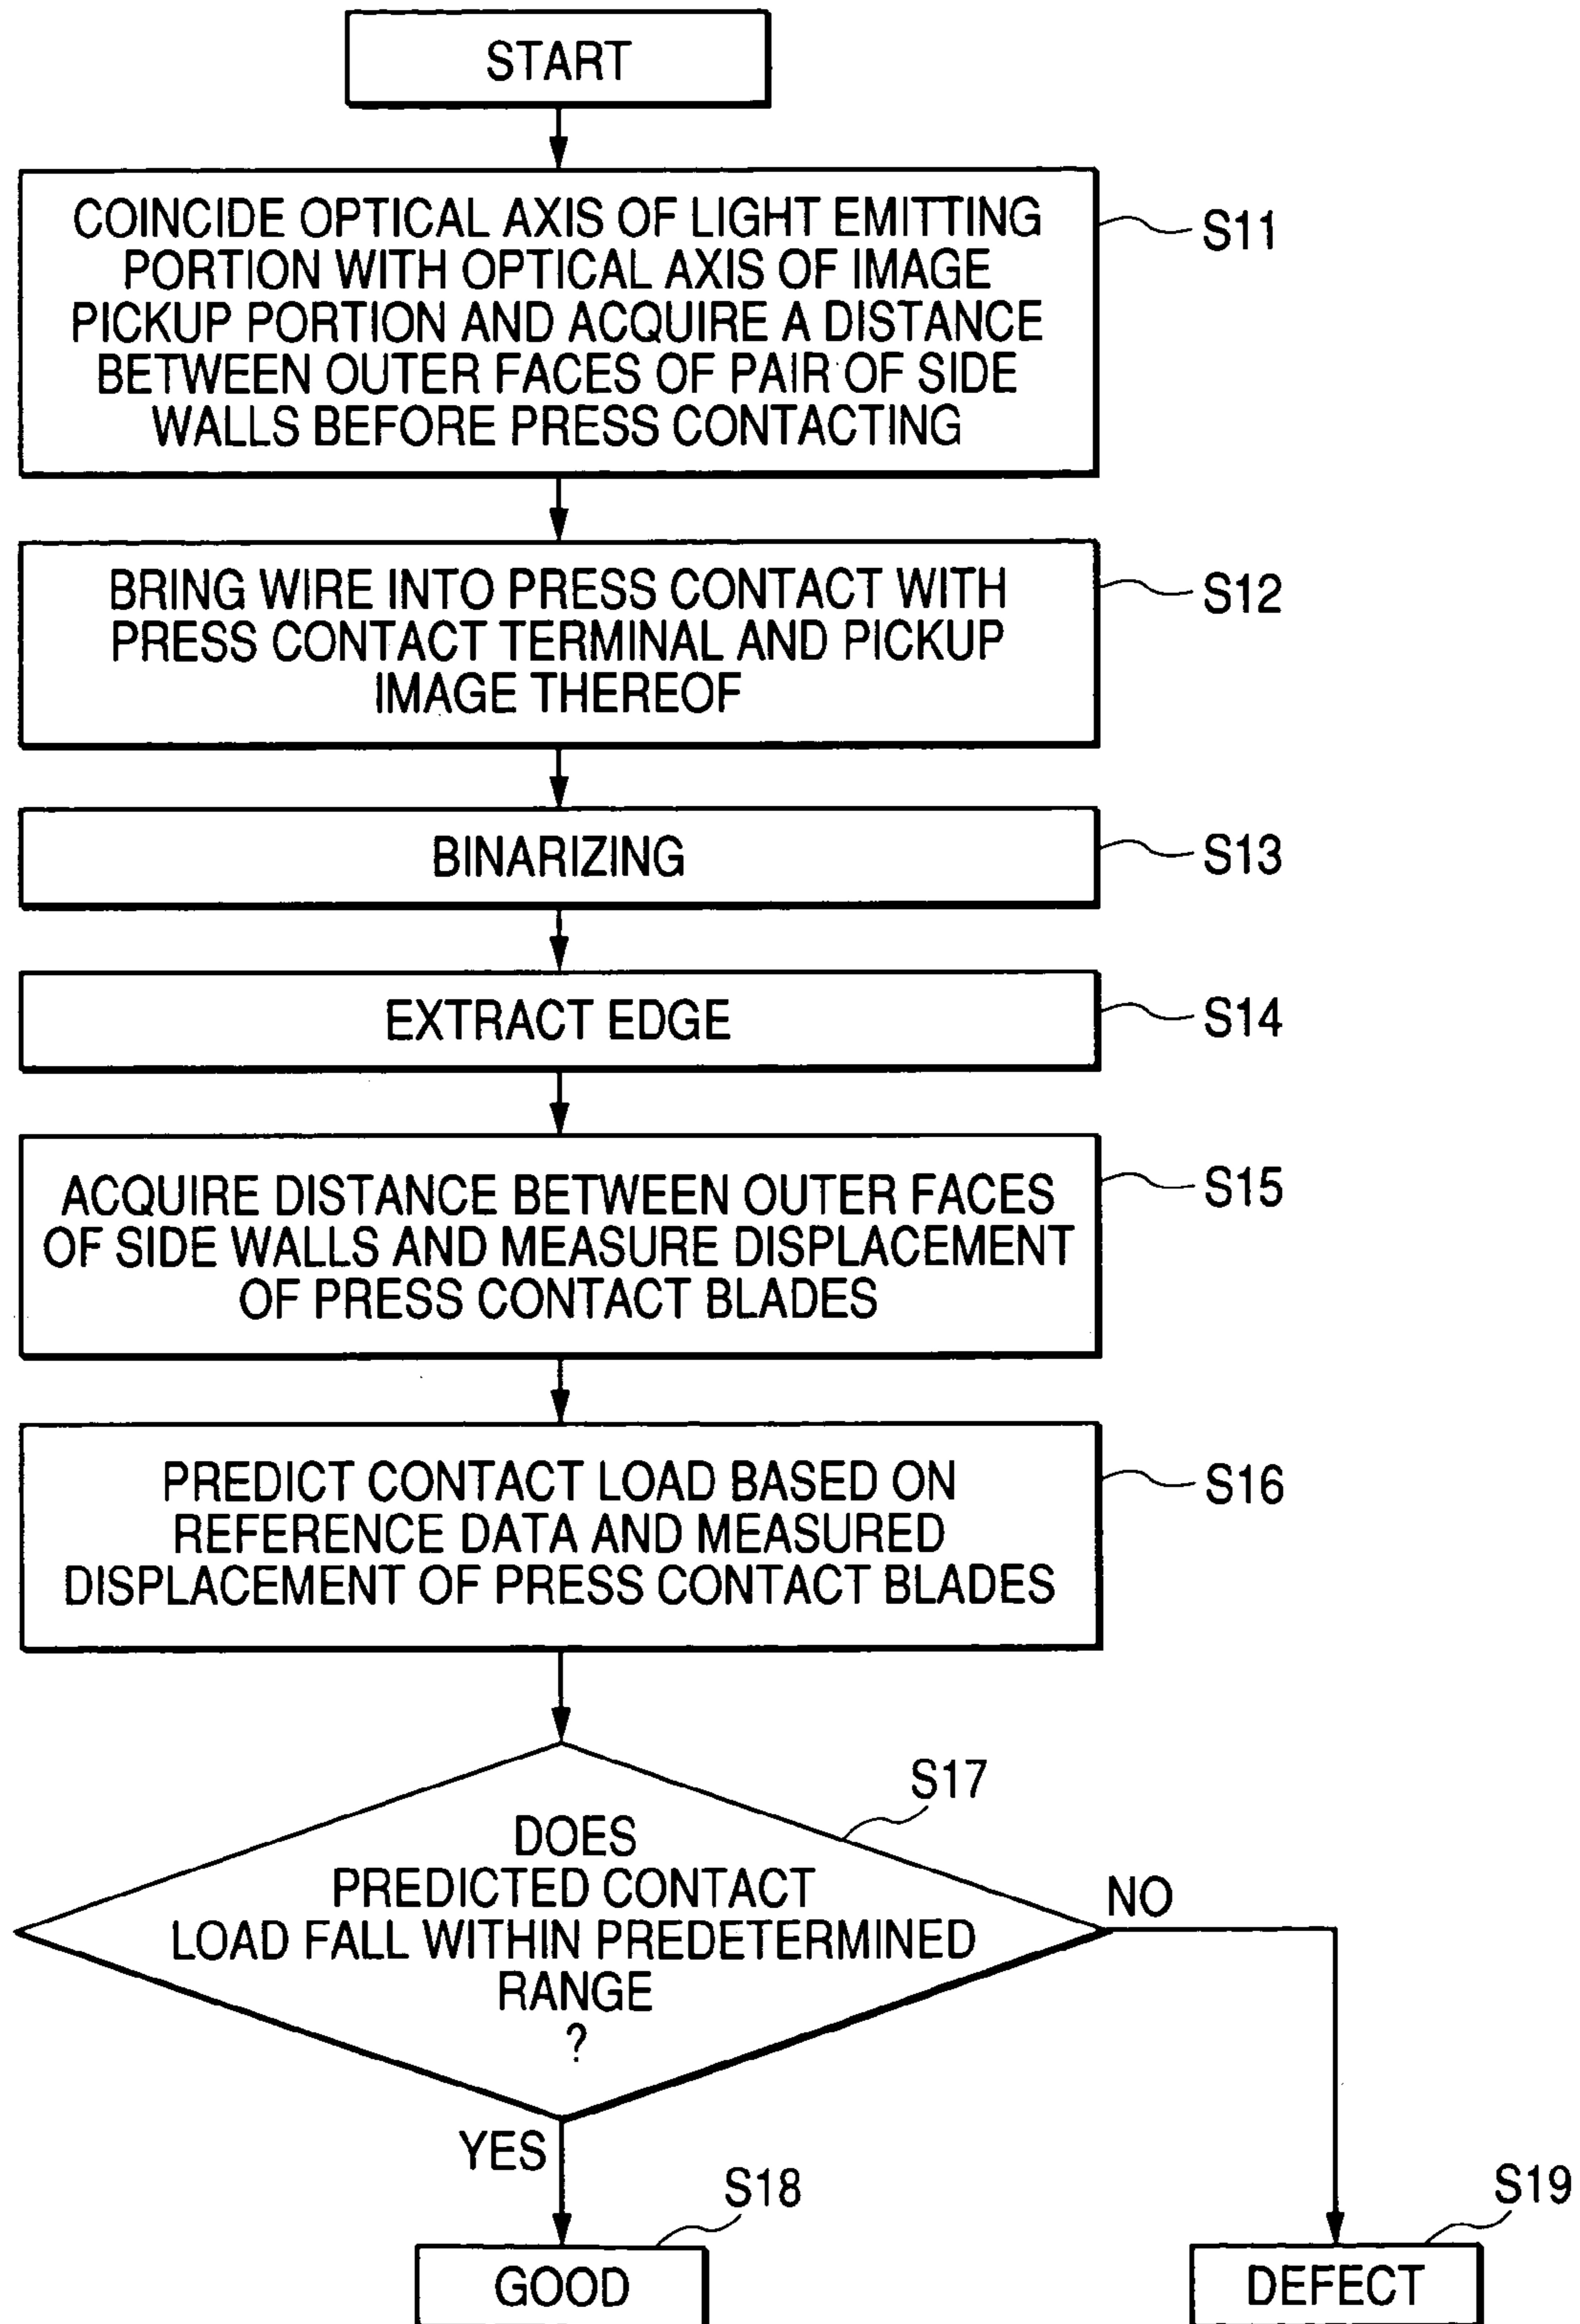 START
COINCIDE OPTICAL AXIS OF LIGHT EMITTING
PORTION WITH OPTICAL AXIS OF IMAGE
PICKUP PORTION AND ACQUIRE A DISTANCE
BETWEEN OUTER FACES OF PAIR OF SIDE
WALLS BEFORE PRESS CONTACTING
S11
BRING WIRE INTO PRESS CONTACT WITH
PRESS CONTACT TERMINAL AND PICKUP
IMAGE THEREOF
S12
BINARIZING
S13
EXTRACT EDGE
S14
ACQUIRE DISTANCE BETWEEN OUTER FACES
OF SIDE WALLS AND MEASURE DISPLACEMENT
OF PRESS CONTACT BLADES
S15
PREDICT CONTACT LOAD BASED ON
REFERENCE DATA AND MEASURED
DISPLACEMENT OF PRESS CONTACT BLADES
S16
S17
DOES
PREDICTED CONTACT
LOAD FALL WITHIN PREDETERMINED
RANGE
?
NO
YES
S18
GOOD
S19
DEFECT